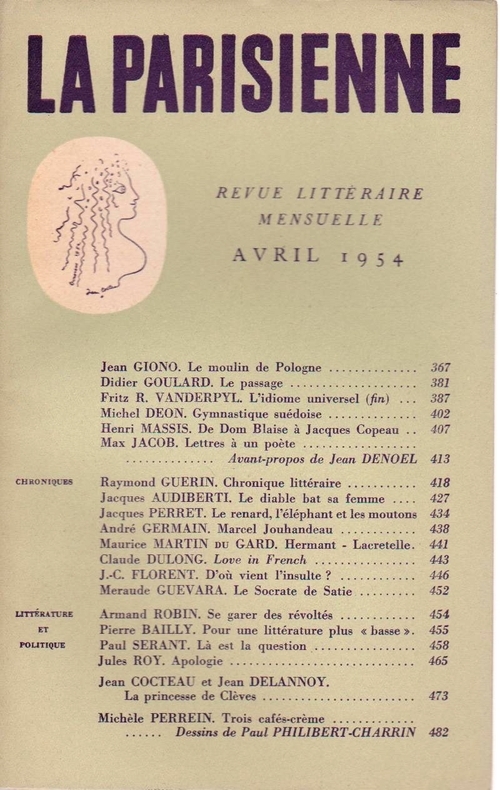 LA PARISIENNE
REVUE LITTÉRAIRE
MENSUELLE
AVRIL 1954
Jean GIONO. Le moulin de Pologne .............. 367
Didier GOULARD. Le passage .................... 381
Fritz R. VANDERPYL. L'idiome universel (fin) ... 387
Michel DEON. Gymnastique suédoise .............. 402
Henri MASSIS. De Dom Blaise à Jacques Copeau .. 407
Max JACOB. Lettres à un poète ..................
............... Avant-propos de Jean DENOEL 413
CHRONIQUES
Raymond GUERIN. Chronique littéraire ........... 418
Jacques AUDIBERTI. Le diable bat sa femme .... 427
Jacques PERRET. Le renard, l'éléphant et les moutons 434
André GERMAIN. Marcel Jouhandeau ............ 438
Maurice MARTIN DU GARD. Hermant - Lacretelle. 441
Claude DULONG. Love in French ................ 443
J.-C. FLORENT. D'où vient l'insulte ? ............. 446
Meraude GUEVARA. Le Socrate de Satie ......... 452
LITTÉRATURE
ET
POLITIQUE
Armand ROBIN. Se garer des révoltés ............ 454
Pierre BAILLY. Pour une littérature plus « basse ». 455
Paul SERANT. Là est la question ................ 458
Jules ROY. Apologie ............................. 465
Jean COCTEAU et Jean DELANNOY.
La princesse de Clèves ........................ 473
Michèle PERREIN. Trois cafés-crème .............
...... Dessins de Paul PHILIBERT-CHARRIN 482